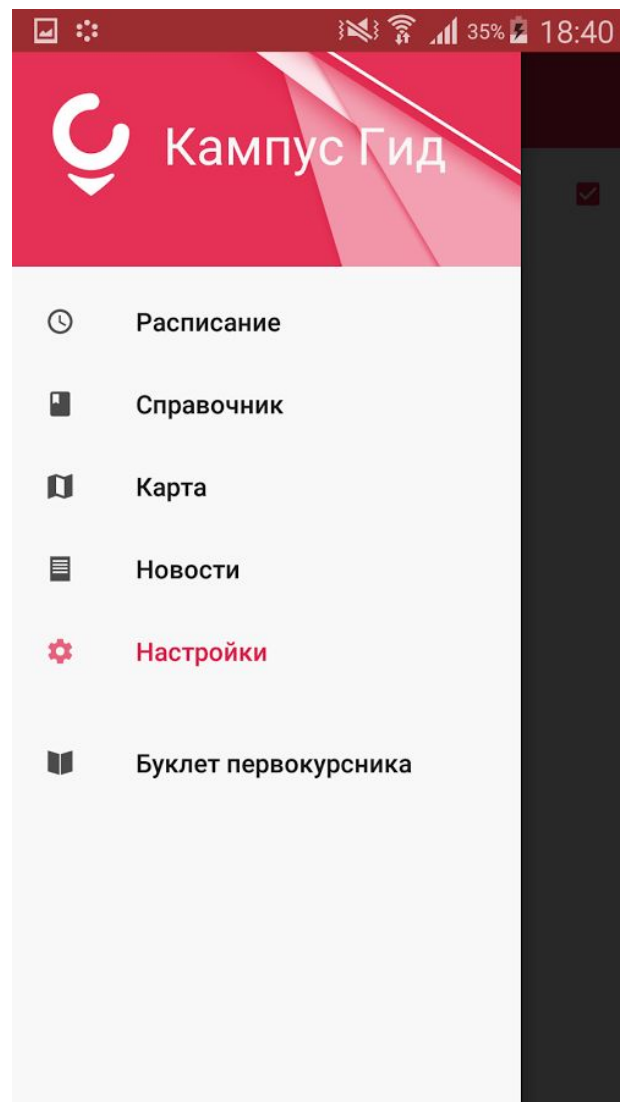 35% 18:40
Кампус Гид
Расписание
Справочник
Карта
Новости
Настройки
Буклет первокурсника